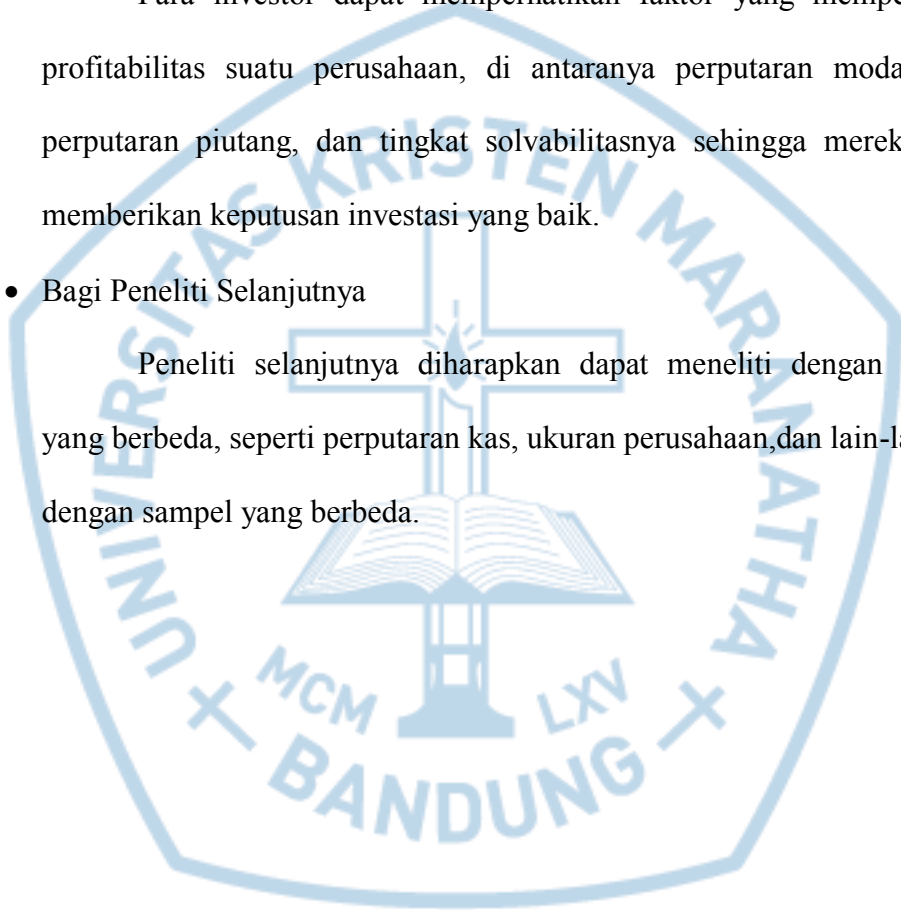 Para investor dapat memperhatikan faktor yang mempe
profitabilitas suatu perusahaan, di antaranya perputaran moda
perputaran piutang, dan tingkat solvabilitasnya sehingga merek
memberikan keputusan investasi yang baik.
• Bagi Peneliti Selanjutnya
Peneliti selanjutnya diharapkan dapat meneliti dengan
yang berbeda, seperti perputaran kas, ukuran perusahaan,dan lain-la
dengan sampel yang berbeda.
UNIVERSITAS KRISTEN MARANATHA
MCM LXV
BANDUNG